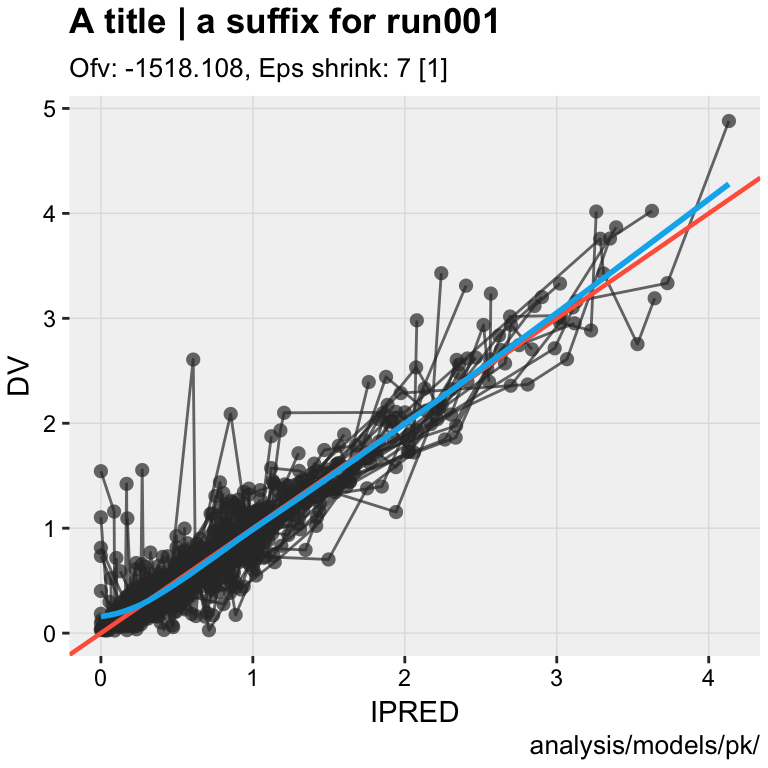 A title | a suffix for run001
Ofv: -1518.108, Eps shrink: 7 [1]
5
4
3
2
1
0
DV
0 1 2 3 4
IPRED
analysis/models/pk/